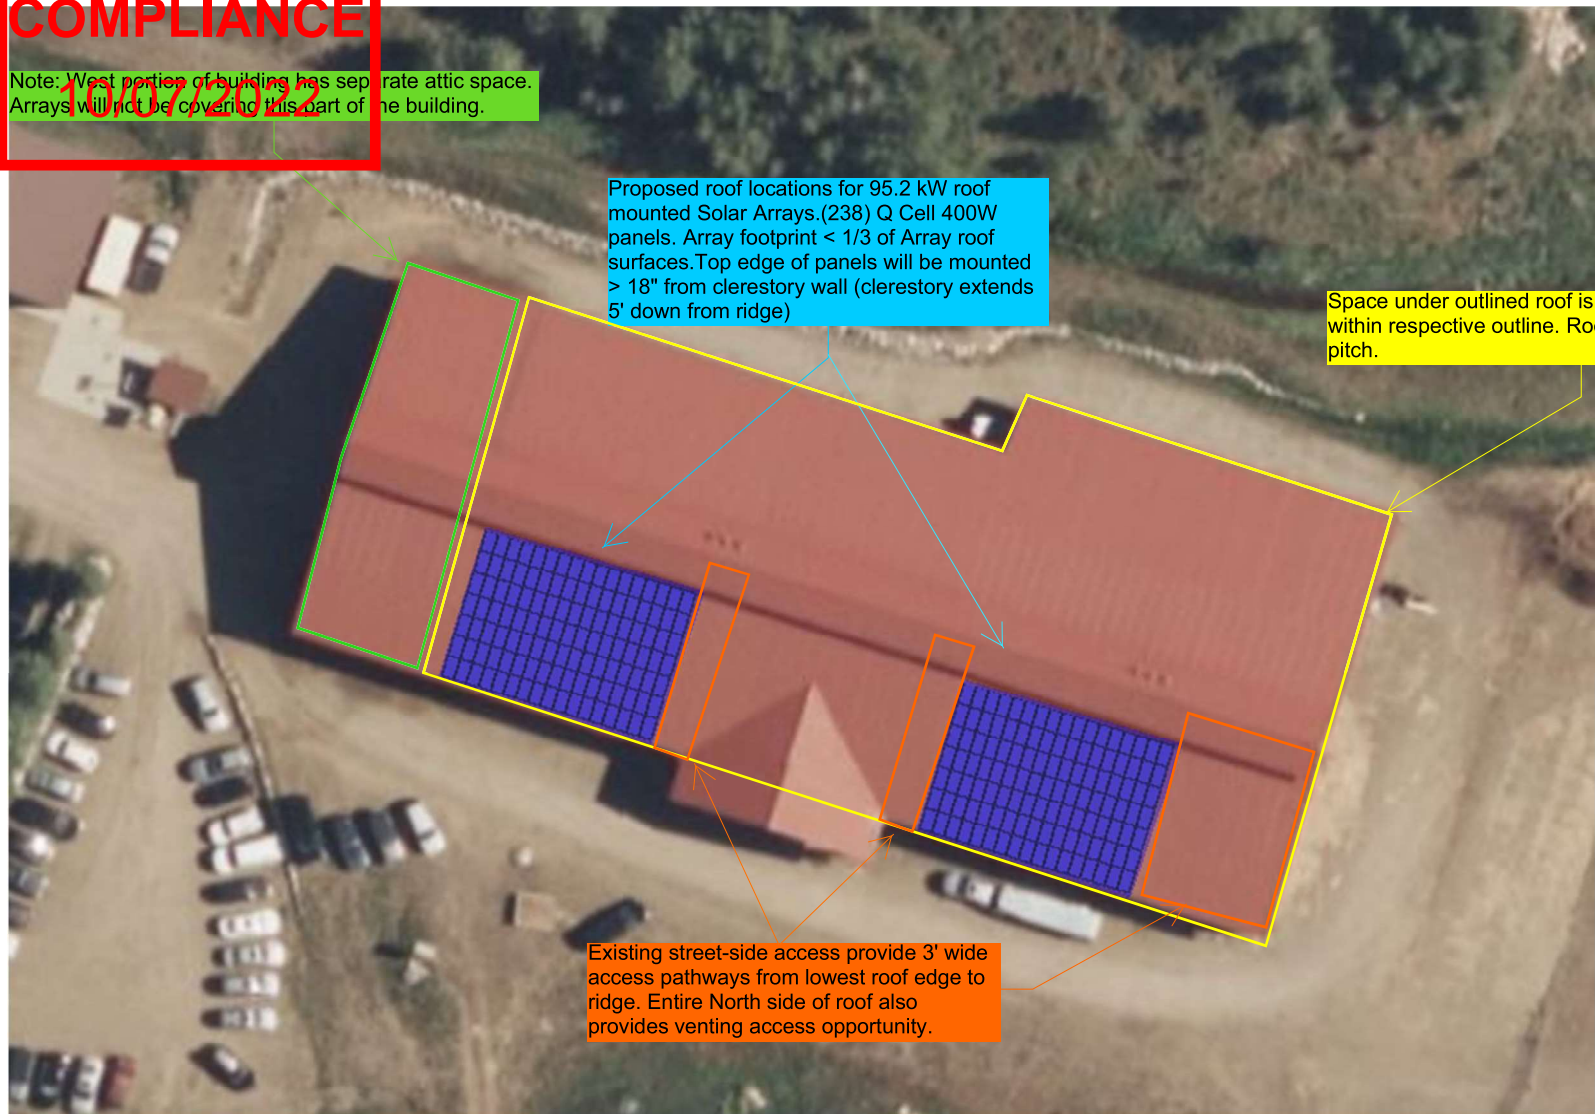 COMPLIANCE
10/07/2022
Note: West portion of building has separate attic space.
Arrays will not be covering this part of the building.
Proposed roof locations for 95.2 kW roof
mounted Solar Arrays.(238) Q Cell 400W
panels. Array footprint < 1/3 of Array roof
surfaces.Top edge of panels will be mounted
> 18" from clerestory wall (clerestory extends
5' down from ridge)
Space under outlined roof is
within respective outline.
pitch.
Existing street-side access provide 3' wide
access pathways from lowest roof edge to
ridge. Entire North side of roof also
provides venting access opportunity.